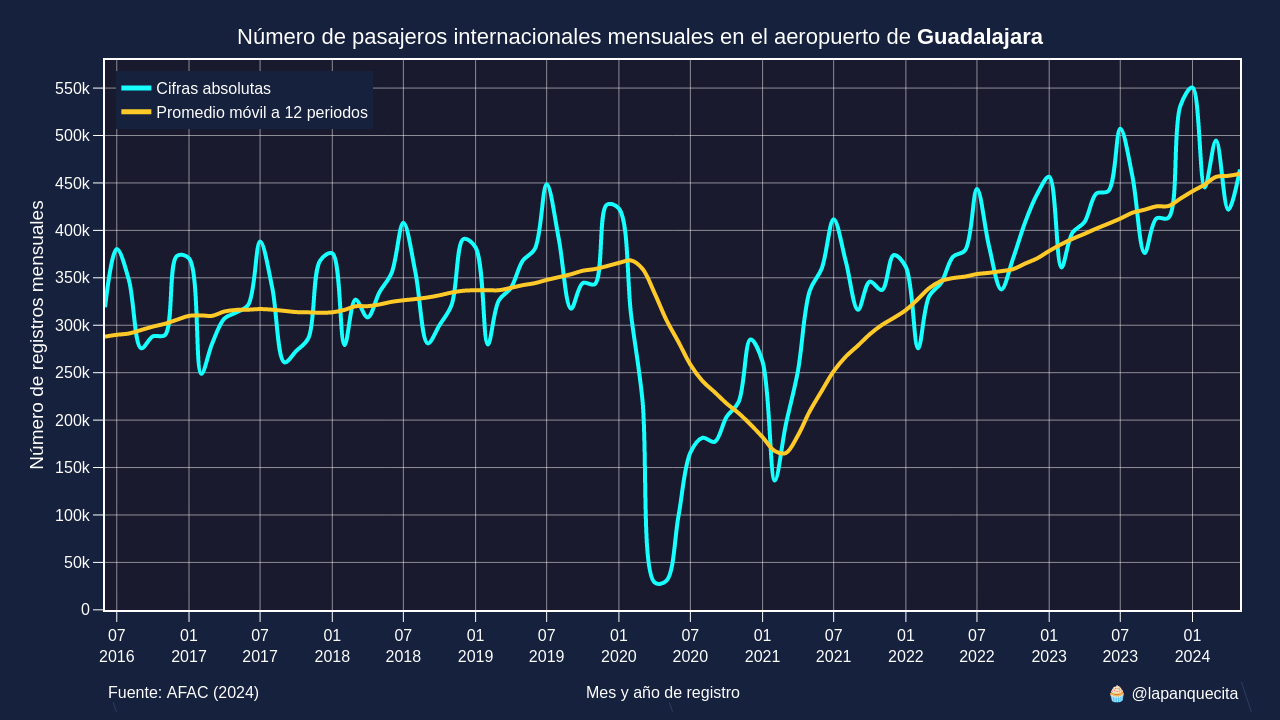 Número de pasajeros internacionales mensuales en el aeropuerto de Guadalajara
Cifras absolutas
Promedio móvil a 12 periodos
Número de registros mensuales
550k
500k
450k
400k
350k
300k
250k
200k
150k
100k
50k
0
07 01 07 01 07 01 07 01 07 01 07 01 07 01 07 01
2016 2017 2017 2018 2018 2019 2019 2020 2020 2021 2021 2022 2022 2023 2023 2024
Fuente: AFAC (2024)
Mes y año de registro
🧁 @lapanquecita